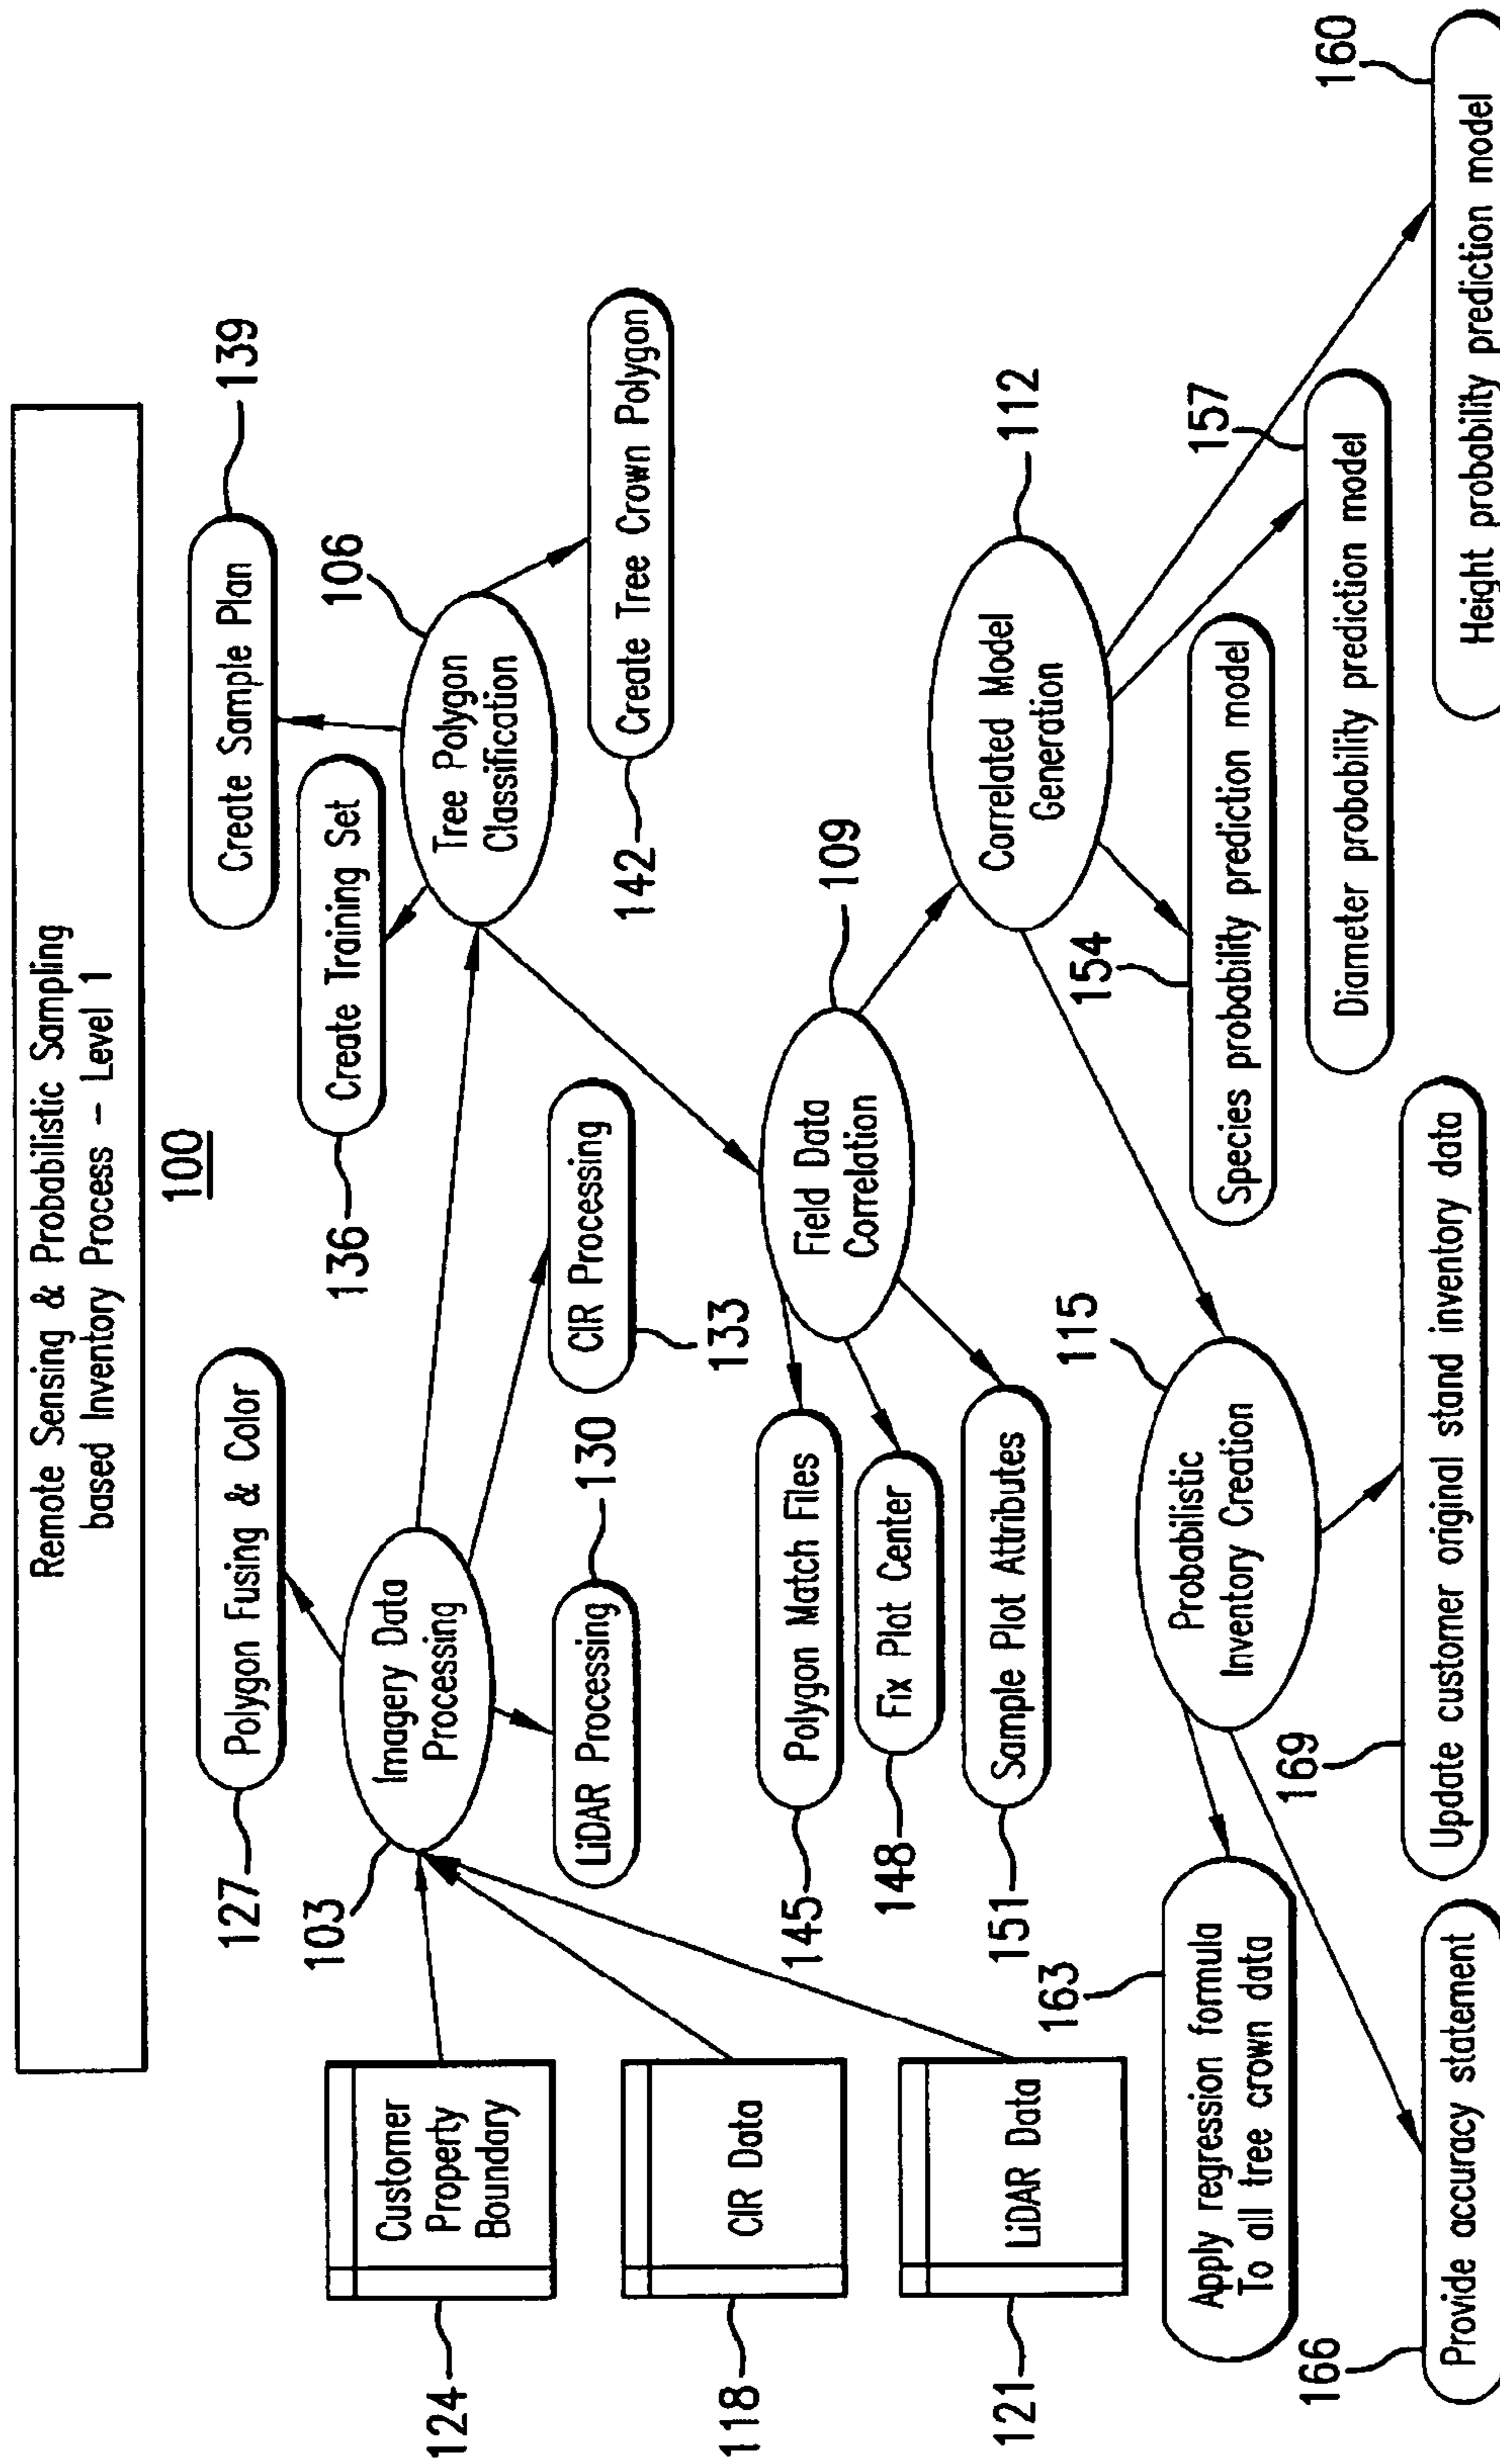 Remote Sensing & Probabilistic Sampling
based Inventory Process – Level 1
100
139
Create Sample Plan
127
Polygon Fusing & Color
136
Create Training Set
106
Tree Polygon
Classification
103
Imagery Data
Processing
124
Customer
Property
Boundary
142
Create Tree Crown Polygon
CIR Processing
133
LiDAR Processing
130
118
CIR Data
109
Field Data
Correlation
145
Polygon Match Files
148
Fix Plot Center
151
Sample Plot Attributes
121
LiDAR Data
112
Correlated Model
Generation
154
Species probability prediction model
157
Diameter probability prediction model
160
Height probability prediction model
115
Probabilistic
Inventory Creation
163
Apply regression formula
To all tree crown data
166
Provide accuracy statement
169
Update customer original stand inventory data